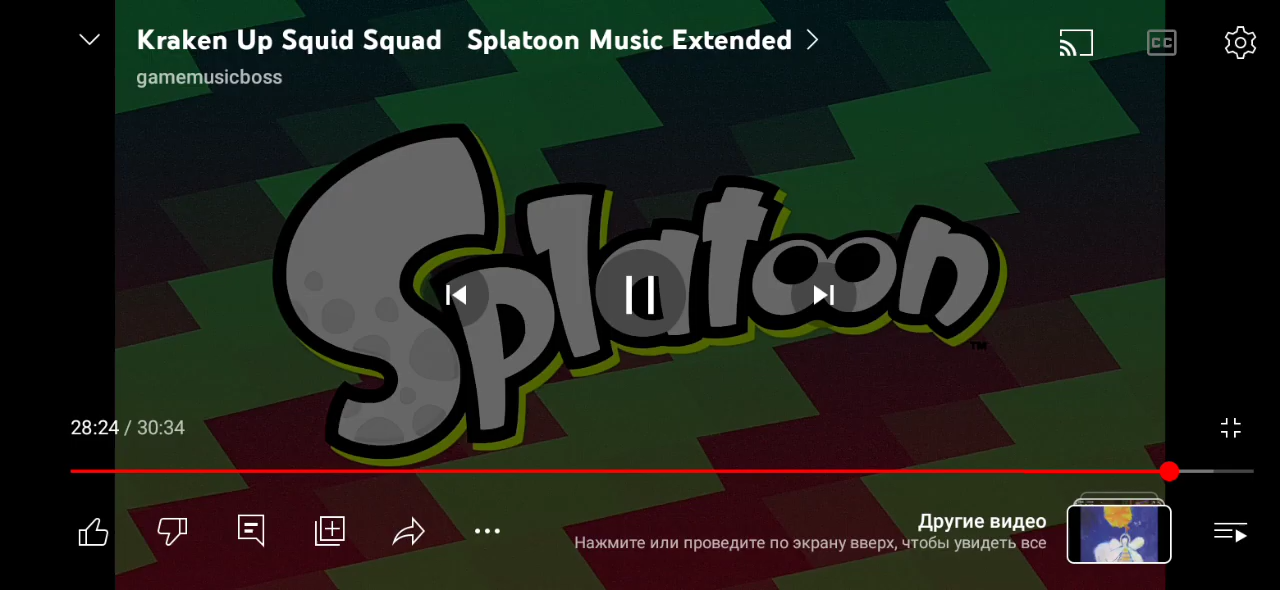 Kraken Up Squid Squad Splatoon Music Extended
gamemusicboss
CC
Splatoon
TM
28:24 / 30:34
Другие видео
Нажмите или проведите по экрану вверх, чтобы увидеть все